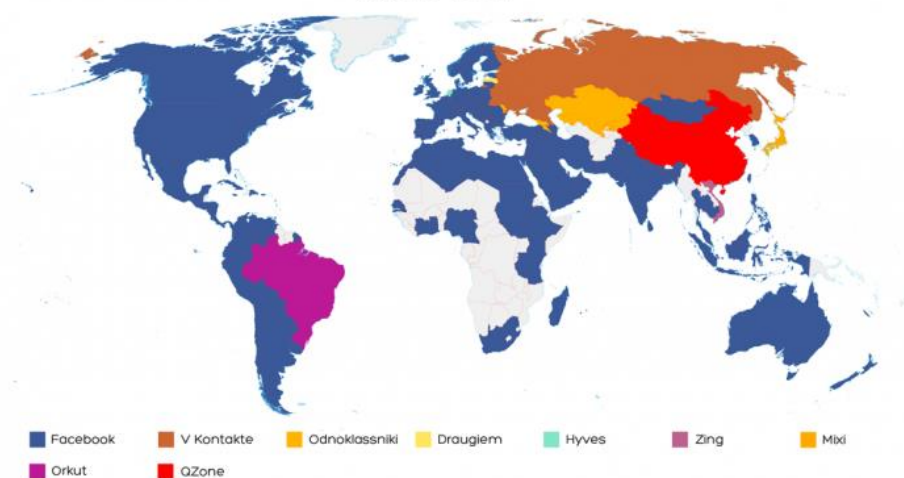 Facebook V Kontakte Odnoklassniki Draugiem Hyves Zing Mixi
Orkut QZone